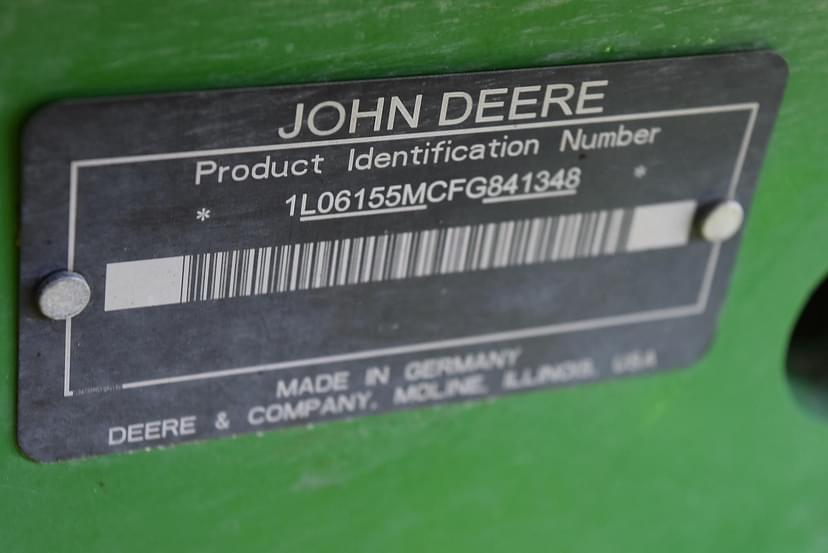 JOHN DEERE
Product Identification Number
* 1L06155MCFG841348 *
MADE IN GERMANY
DEERE & COMPANY, MOLINE, ILLINOIS, USA